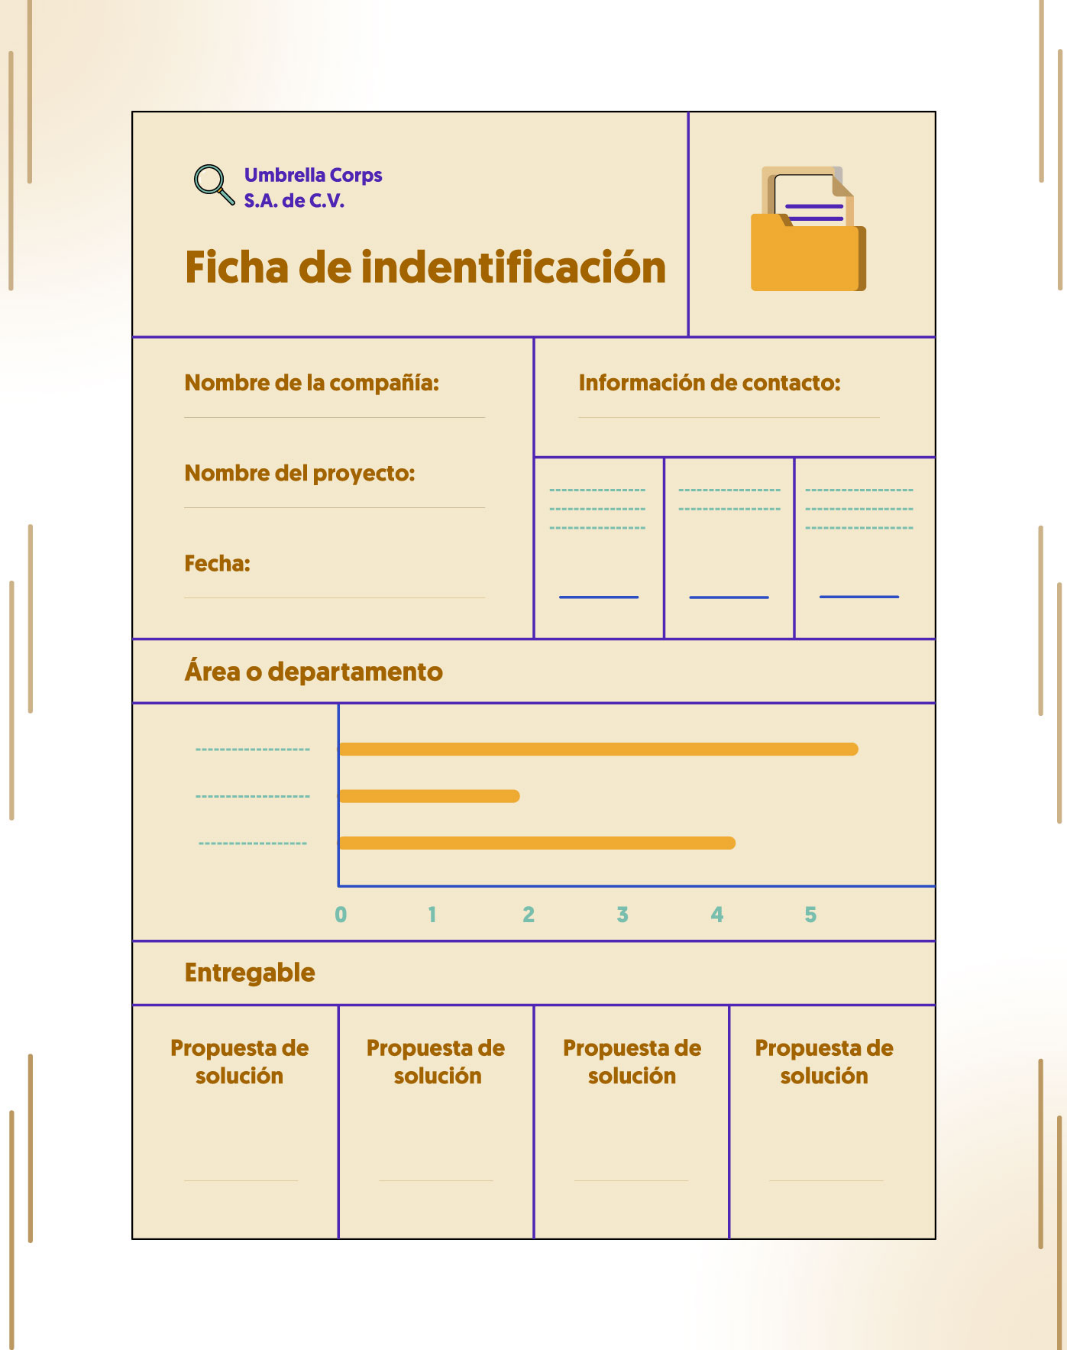 Umbrella Corps
S.A. de C.V.
Ficha de indentificación
Nombre de la compañía:
Información de contacto:
Nombre del proyecto:
Fecha:
Área o departamento
0 1 2 3 4 5
Entregable
Propuesta de
solución
Propuesta de
solución
Propuesta de
solución
Propuesta de
solución